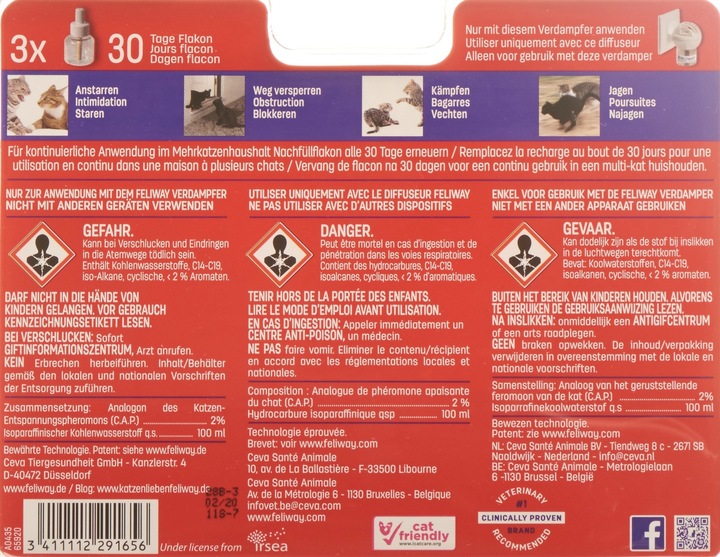 3x
30
Tage Flakon
Jours flacon
Dagen flacon
Nur mit diesem Verdampfer anwenden
Utiliser uniquement avec ce diffuseur
Alleen voor gebruik met deze verdamper
Anstarren
Intimidation
Staren
Weg versperren
Obstruction
Blokkeren
Kämpfen
Bagarres
Vechten
Jagen
Poursuites
Najagen
Für kontinuierliche Anwendung im Mehrkatzenhaushalt Nachfüllflakon alle 30 Tage erneuern / Remplacez la recharge au bout de 30 jours pour une
utilisation en continu dans une maison à plusieurs chats / Vervang de flacon na 30 dagen voor een continu gebruik in een multi-kat huishouden.
NUR ZUR ANWENDUNG MIT DEM FELIWAY VERDAMPFER
NICHT MIT ANDEREN GERÄTEN VERWENDEN
GEFAHR.
Kann bei Verschlucken und Eindringen
in die Atemwege tödlich sein.
Enthält Kohlenwasserstoffe, C14-C19,
iso-Alkane, cyclische, < 2 % Aromaten.
DARF NICHT IN DIE HÄNDE VON
KINDERN GELANGEN. VOR GEBRAUCH
KENNZEICHNUNGSETIKETT LESEN.
BEI VERSCHLUCKEN: Sofort
GIFTINFORMATIONSZENTRUM, Arzt anrufen.
KEIN Erbrechen herbeiführen. Inhalt/Behälter
gemäß den lokalen und nationalen Vorschriften
der Entsorgung zuführen.
Zusammensetzung: Analogon des Katzen-
Entspannungspheromons (C.A.P.) 2%
Isoparaffinischer Kohlenwasserstoff q.s. 100 ml
Bewährte Technologie. Patent: siehe www.feliway.com
Ceva Tiergesundheit GmbH - Kanzlerstr. 4
D-40472 Düsseldorf
www.feliway.de / Blog: www.katzenliebenfeliway.de
UTILISER UNIQUEMENT AVEC LE DIFFUSEUR FELIWAY
NE PAS UTILISER AVEC D'AUTRES DISPOSITIFS
DANGER.
Peut être mortel en cas d'ingestion et de
pénétration dans les voies respiratoires.
Contient des hydrocarbures, C14-C19,
isoalcanes, cycliques, < 2 % d'aromatiques.
TENIR HORS DE LA PORTÉE DES ENFANTS.
LIRE LE MODE D'EMPLOI AVANT UTILISATION.
EN CAS D'INGESTION: Appeler immédiatement un
CENTRE ANTI-POISON, un médecin.
NE PAS faire vomir. Eliminer le contenu/récipient
en accord avec les réglementations locales et
nationales.
Composition : Analogue de phéromone apaisante
du chat (C.A.P.) 2 %
Hydrocarbure isoparaffinique qsp 100 ml
Technologie éprouvée.
Brevet: voir www.feliway.com
Ceva Santé Animale
10, av. de La Ballastière - F-33500 Libourne
Ceva Santé Animale
Av. de la Métrologie 6 - 1130 Bruxelles - Belgique
infovet.be@ceva.com
www.feliway.com
ENKEL VOOR GEBRUIK MET DE FELIWAY VERDAMPER
NIET MET EEN ANDER APPARAAT GEBRUIKEN
GEVAAR.
Kan dodelijk zijn als de stof bij inslikken
in de luchtwegen terechtkomt.
Bevat: Koolwaterstoffen, C14-C19,
isoalkanen, cyclische, < 2 % aromaten.
BUITEN HET BEREIK VAN KINDEREN HOUDEN. ALVORENS
TE GEBRUIKEN DE GEBRUIKSAANWIJZING LEZEN.
NA INSLIKKEN: onmiddellijk een ANTIGIFCENTRUM
of een arts raadplegen.
GEEN braken opwekken. De inhoud/verpakking
verwijderen in overeenstemming met de lokale en
nationale voorschriften.
Samenstelling: Analoog van het geruststellende
feromoon van de kat (C.A.P.) 2%
Isoparrafinekoolwaterstof qs 100 ml
Bewezen technologie.
Patent: zie www.feliway.com
NL: Ceva Santé Animale BV - Tiendweg 8 c - 2671 SB
Naaldwijk - Nederland - info@ceva.nl
BE: Ceva Santé Animale - Metrologielaan
6 -1130 Brussel - België
A0435
65920
3 411112 291656
28B-3
02/20
118-7
Under license from
irsea
cat
friendly
www.icatcare.org
VETERINARY
#1
CLINICALLY PROVEN
BRAND
RECOMMENDED
f